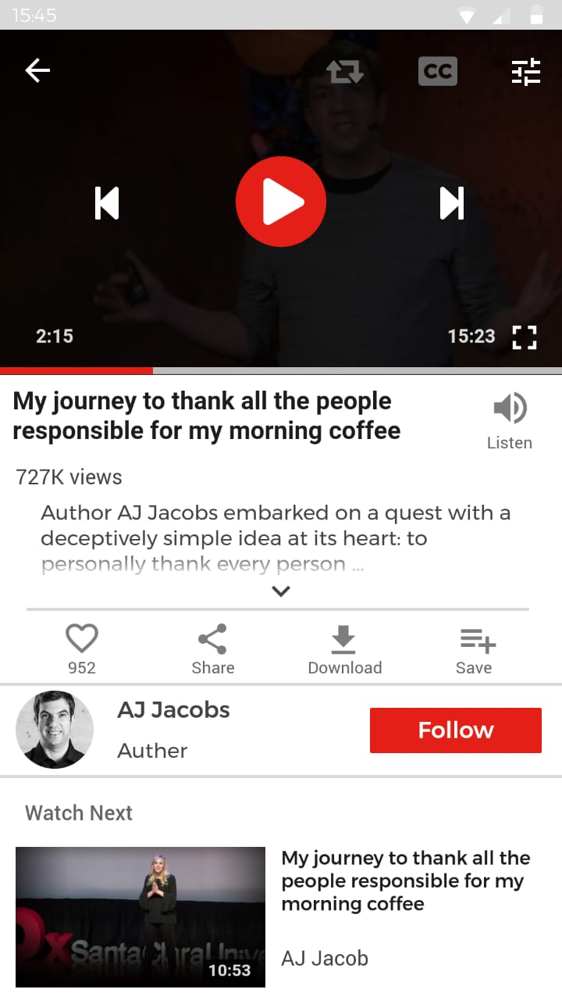 15:45
CC
2:15
15:23
My journey to thank all the people
responsible for my morning coffee
Listen
727K views
Author AJ Jacobs embarked on a quest with a
deceptively simple idea at its heart: to
personally thank every person ...
952
Share
Download
Save
AJ Jacobs
Auther
Follow
Watch Next
My journey to thank all the
people responsible for my
morning coffee
AJ Jacob
x
Santa
10:53